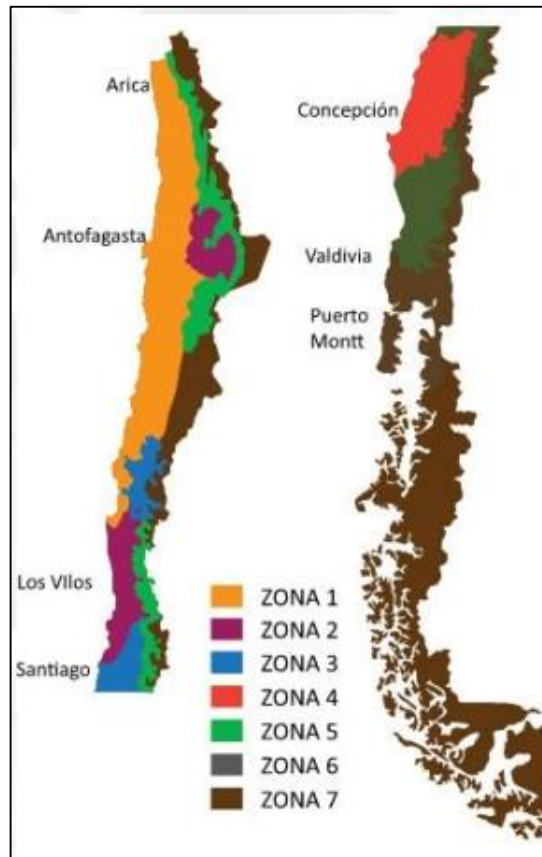 Arica
Antofagasta
Los VIlos
Santiago
Concepción
Valdivia
Puerto
Montt
ZONA 1
ZONA 2
ZONA 3
ZONA 4
ZONA 5
ZONA 6
ZONA 7